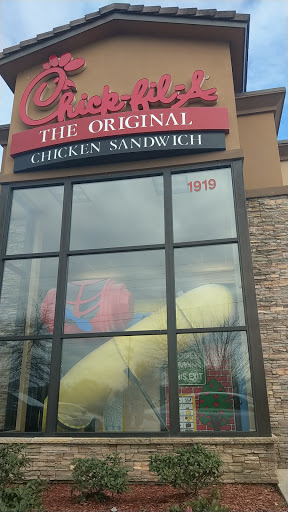 Chick-fil-A
THE ORIGINAL
CHICKEN SANDWICH
1919